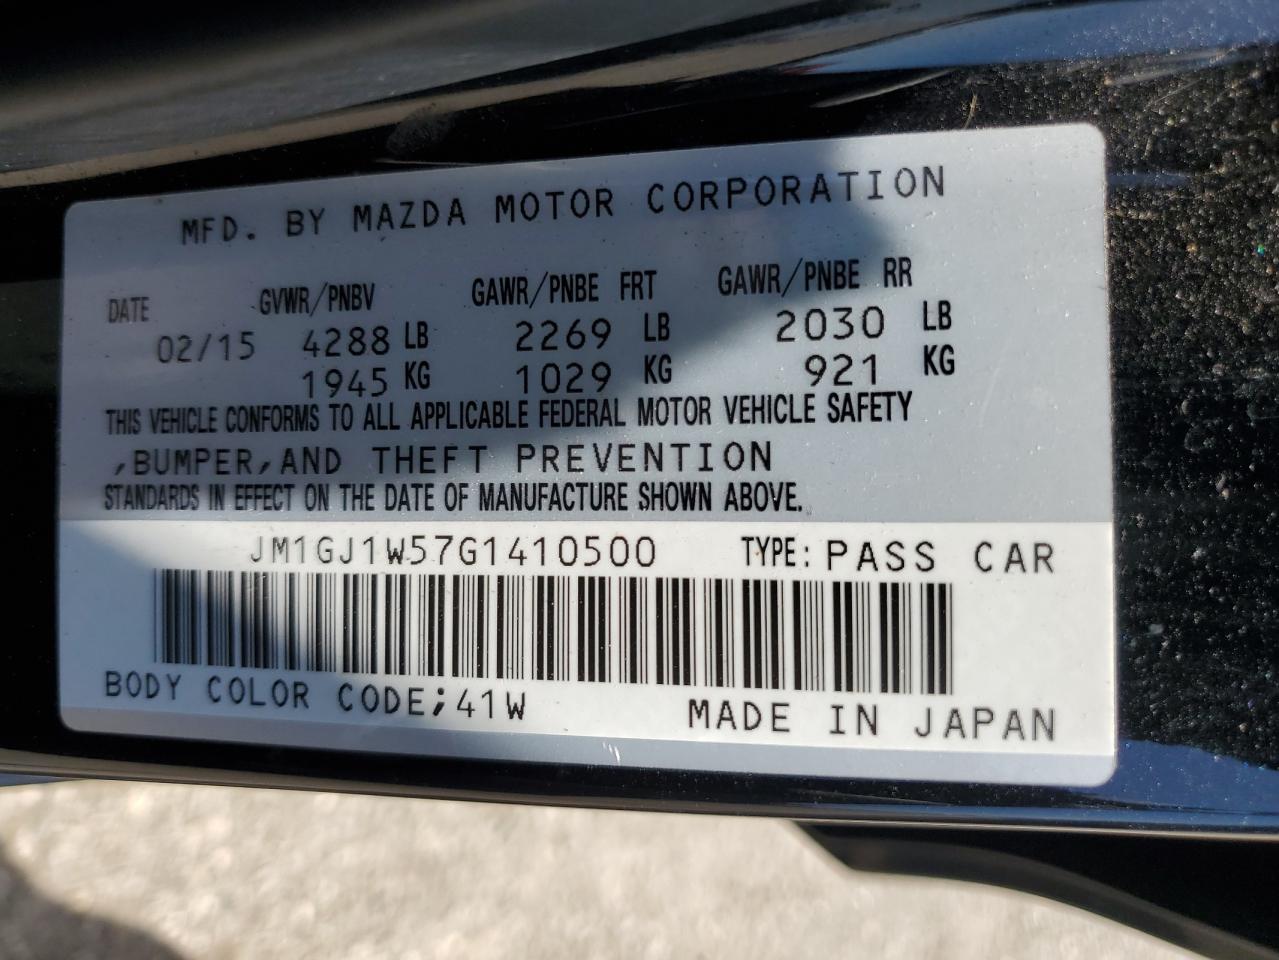 MFD. BY MAZDA MOTOR CORPORATION
DATE GVWR/PNBV GAWR/PNBE FRT GAWR/PNBE RR
02/15 4288 LB 2269 LB 2030 LB
1945 KG 1029 KG 921 KG
THIS VEHICLE CONFORMS TO ALL APPLICABLE FEDERAL MOTOR VEHICLE SAFETY
,BUMPER,AND THEFT PREVENTION
STANDARDS IN EFFECT ON THE DATE OF MANUFACTURE SHOWN ABOVE.
JM1GJ1W57G1410500 TYPE: PASS CAR
BODY COLOR CODE;41W MADE IN JAPAN